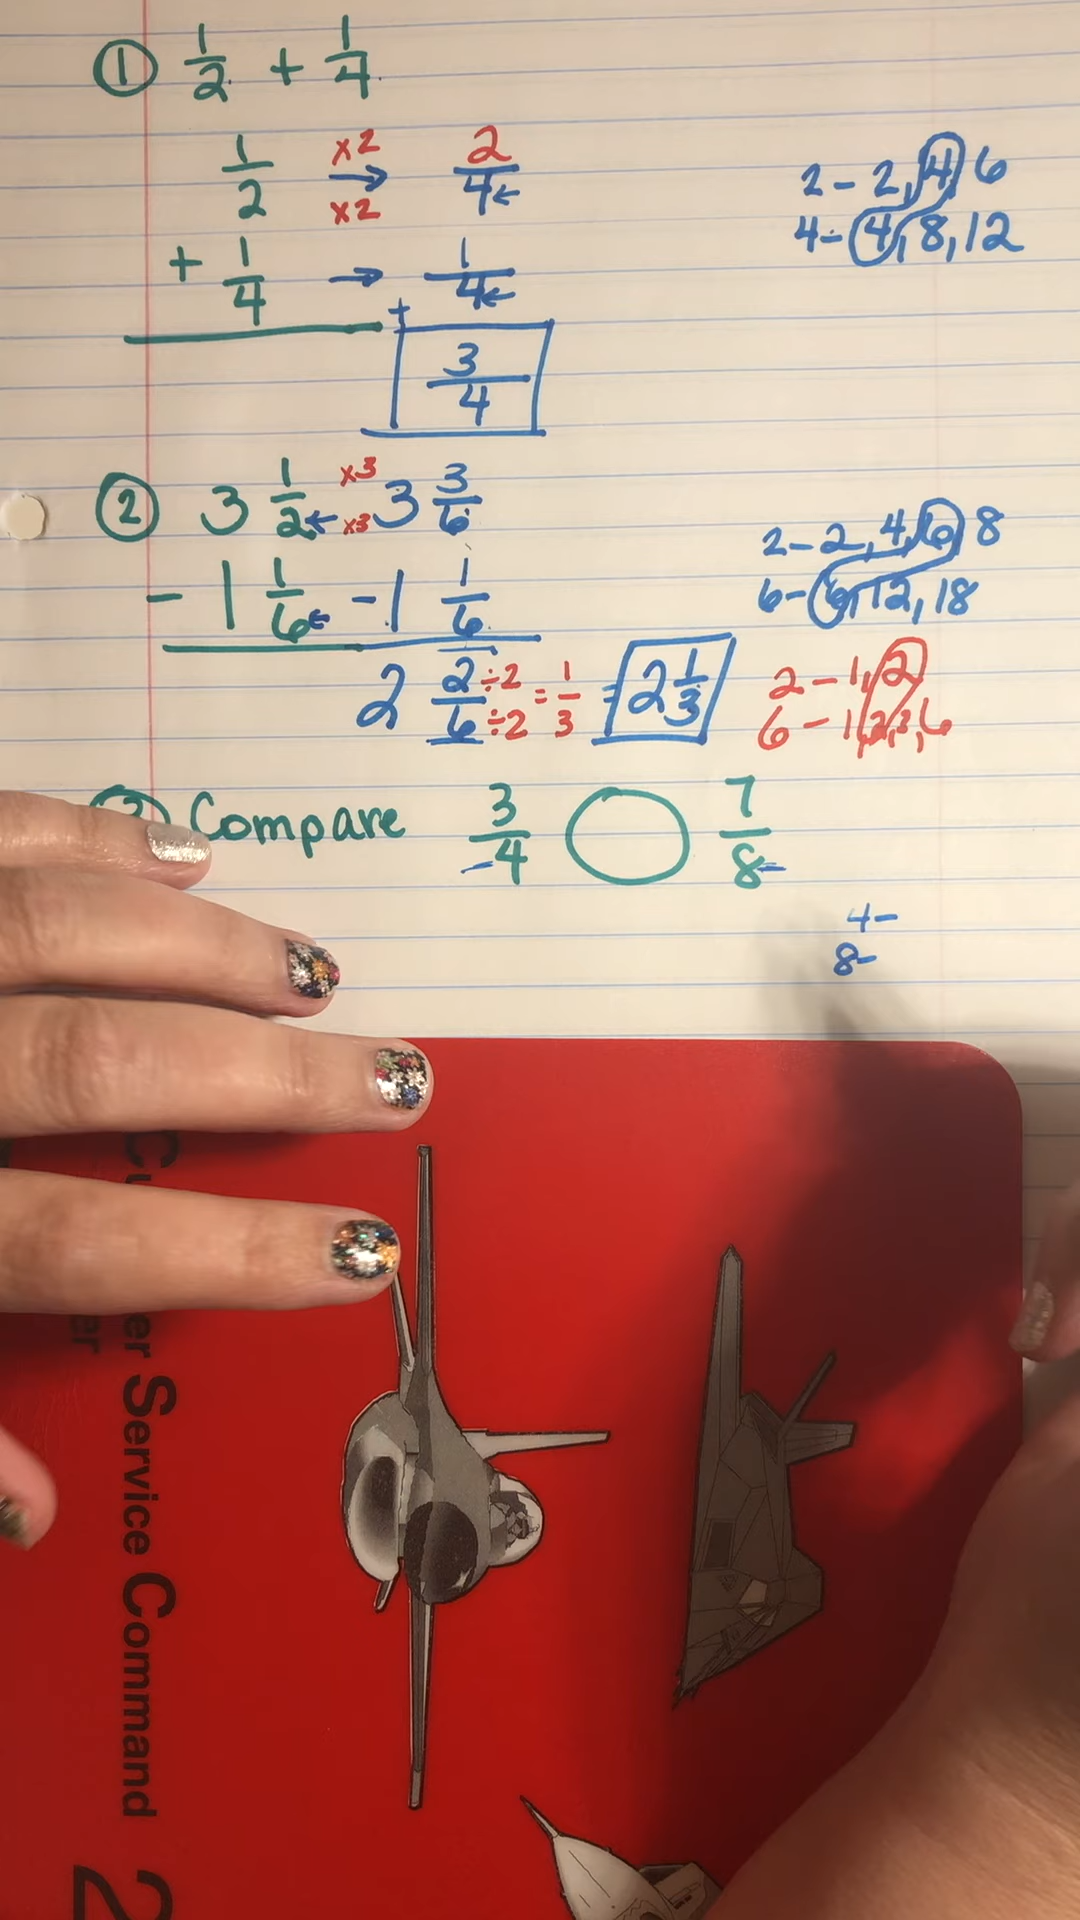 ① 1/2 + 1/4
1/2 ×2/×2 → 2/4 ←
+ 1/4 → 1/4 ←
+
3/4
2 - 2, 4, 6
4 - 4, 8, 12
② 3 1/2 ← ×3/×3 3 3/6
- 1 1/6 ← - 1 1/6
2 2/6 ÷2/÷2 = 1/3 = 2 1/3
2 - 2, 4, 6, 8
6 - 6, 12, 18
2 - 1, 2
6 - 1, 2, 3, 6
Compare 3/4 ◯ 7/8
4 -
8 -
Service Command
2